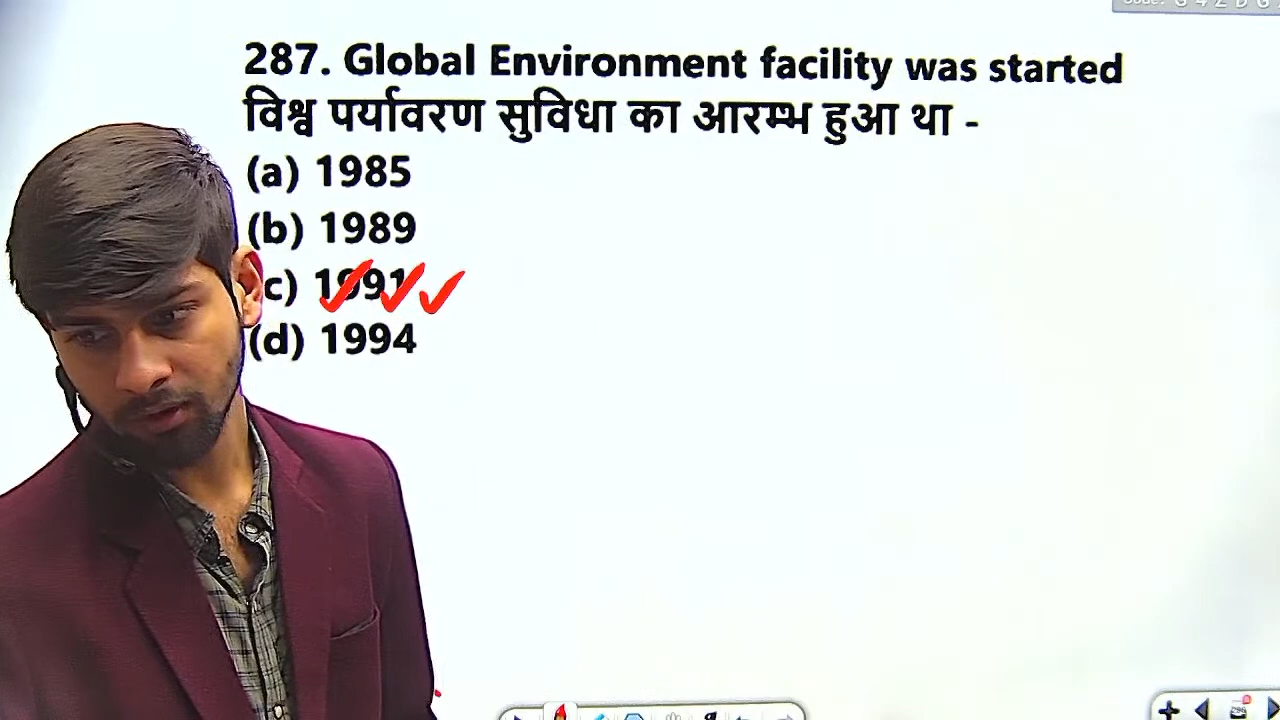 287. Global Environment facility was started
विश्व पर्यावरण सुविधा का आरम्भ हुआ था -
(a) 1985
(b) 1989
c) 1991
(d) 1994